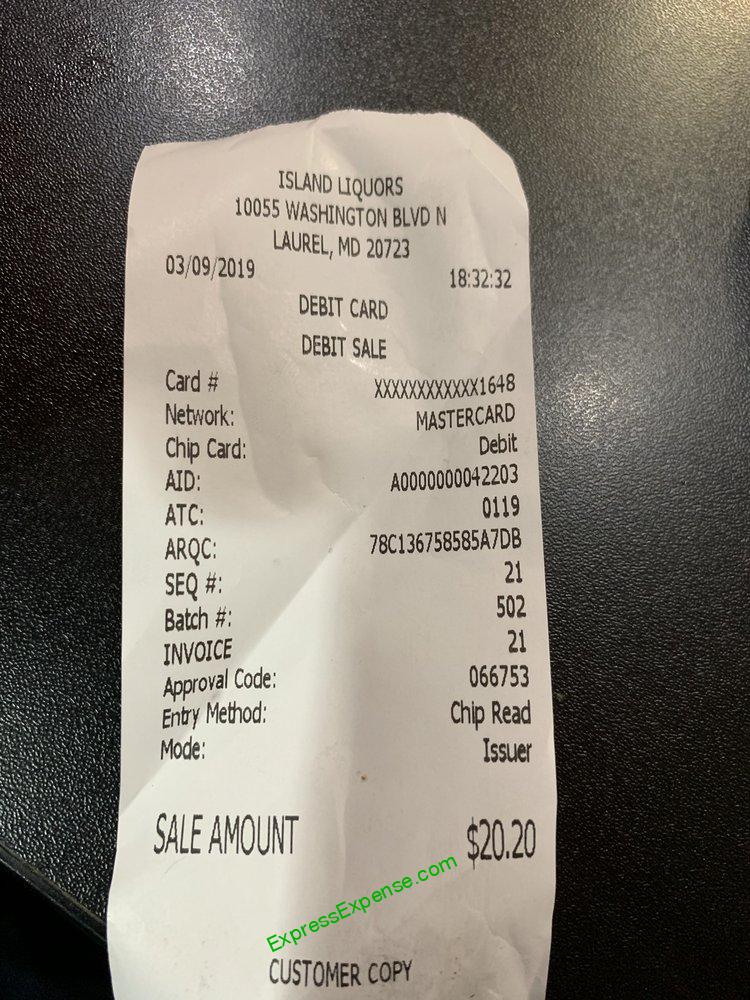 ISLAND LIQUORS
10055 WASHINGTON BLVD N
LAUREL, MD 20723
03/09/2019 18:32:32
DEBIT CARD
DEBIT SALE
Card # XXXXXXXXXXXX1648
Network: MASTERCARD
Chip Card: Debit
AID: A0000000042203
ATC: 0119
ARQC: 78C136758585A7DB
SEQ #: 21
Batch #: 502
INVOICE 21
Approval Code: 066753
Entry Method: Chip Read
Mode: Issuer
SALE AMOUNT $20.20
ExpressExpense.com
CUSTOMER COPY